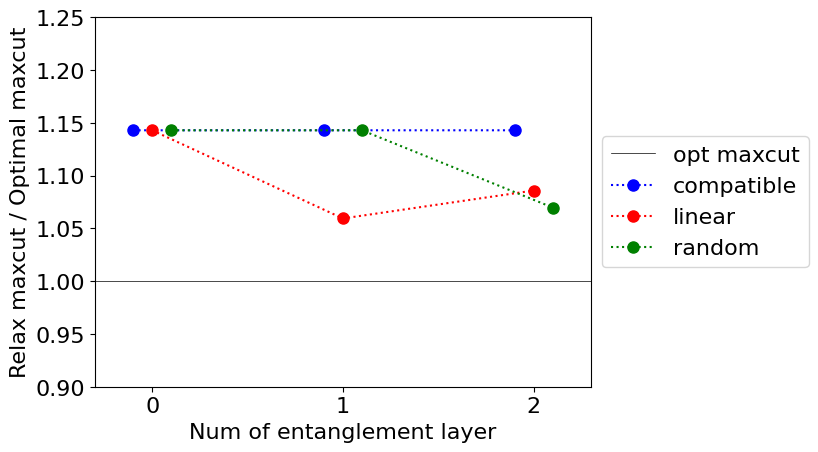 Relax maxcut / Optimal maxcut
1.25
1.20
1.15
1.10
1.05
1.00
0.95
0.90
0 1 2
Num of entanglement layer
opt maxcut
compatible
linear
random